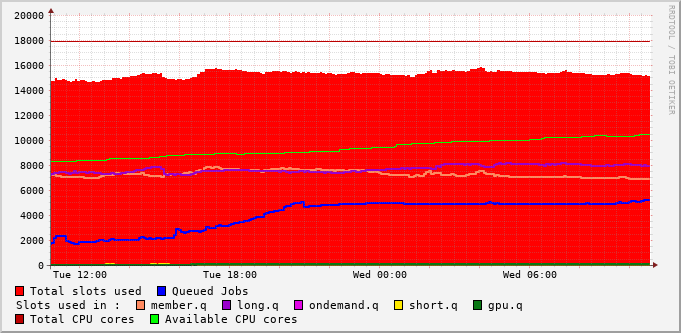 20000
18000
16000
14000
12000
10000
8000
6000
4000
2000
0
Tue 12:00 Tue 18:00 Wed 00:00 Wed 06:00
RRDTOOL / TOBI OETIKER
Total slots used Queued Jobs
Slots used in : member.q long.q ondemand.q short.q gpu.q
Total CPU cores Available CPU cores